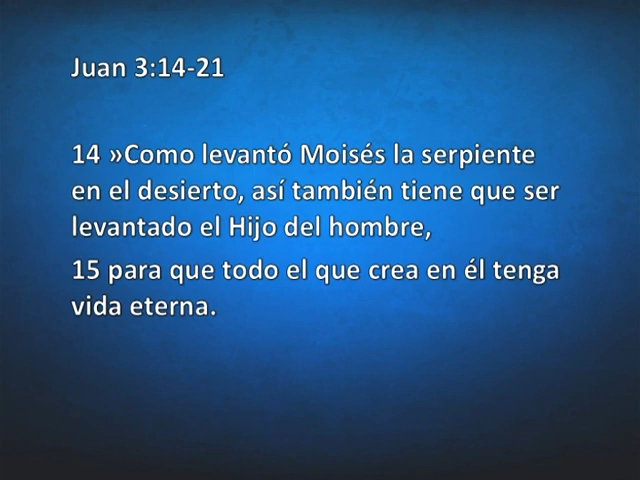 Juan 3:14-21
14 »Como levantó Moisés la serpiente
en el desierto, así también tiene que ser
levantado el Hijo del hombre,
15 para que todo el que crea en él tenga
vida eterna.